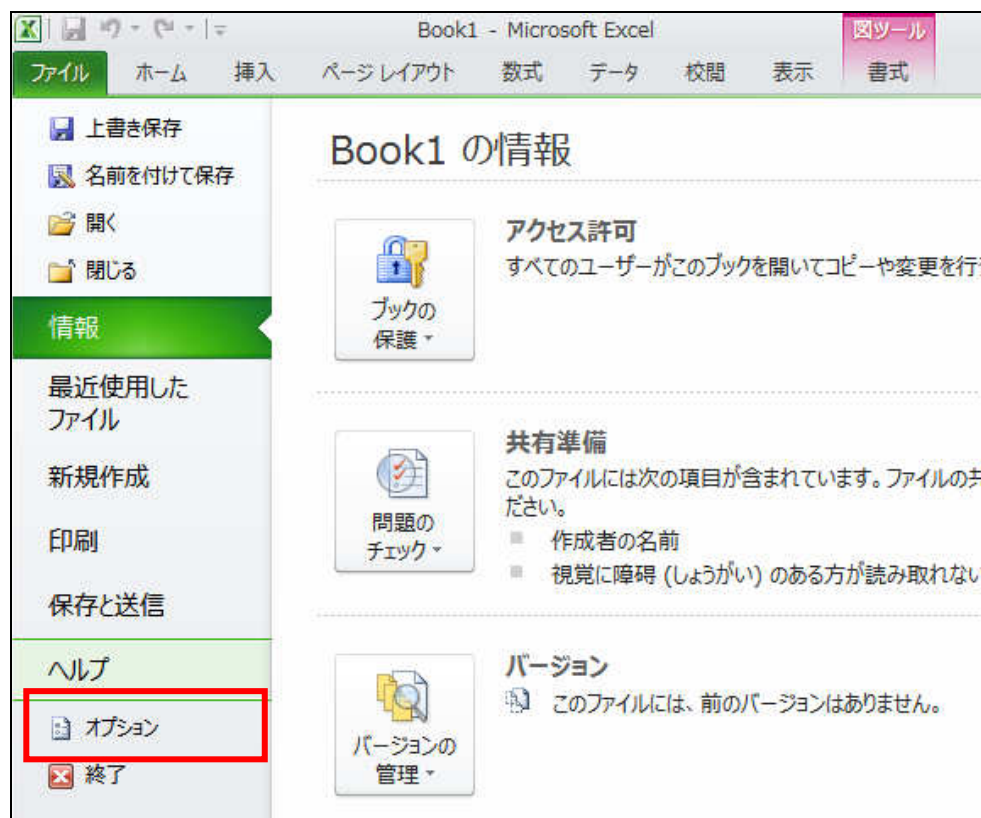 Book1 - Microsoft Excel
図ツール
ファイル ホーム 挿入 ページ レイアウト 数式 データ 校閲 表示 書式
上書き保存
名前を付けて保存
開く
閉じる
情報
最近使用した
ファイル
新規作成
印刷
保存と送信
ヘルプ
オプション
終了
Book1 の情報
ブックの
保護
アクセス許可
すべてのユーザーがこのブックを開いてコピーや変更を行
問題の
チェック
共有準備
このファイルには次の項目が含まれています。ファイルの共
ださい。
作成者の名前
視覚に障碍 (しょうがい) のある方が読み取れない
バージョンの
管理
バージョン
このファイルには、前のバージョンはありません。